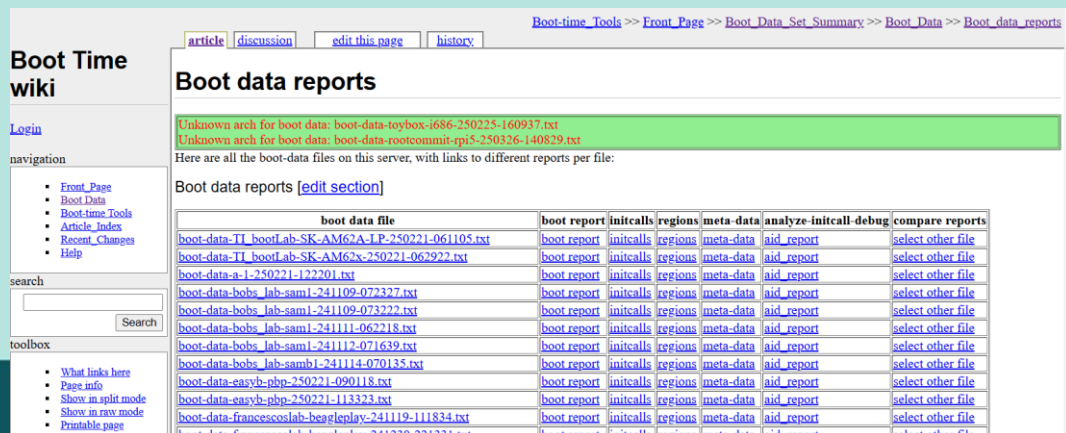 Boot-time_Tools >> Front_Page >> Boot_Data_Set_Summary >> Boot_Data >> Boot_data_reports
article discussion edit this page history
Boot Time
wiki
Login
navigation
Front_Page
Boot Data
Boot-time Tools
Article_Index
Recent_Changes
Help
search
Search
toolbox
What links here
Page info
Show in split mode
Show in raw mode
Printable page
Boot data reports
Unknown arch for boot data: boot-data-toybox-i686-250225-160937.txt
Unknown arch for boot data: boot-data-rootcommit-rpi5-250326-140829.txt
Here are all the boot-data files on this server, with links to different reports per file:
Boot data reports [edit section]
boot data file boot report initcalls regions meta-data analyze-initcall-debug compare reports
boot-data-TI_bootLab-SK-AM62A-LP-250221-061105.txt boot report initcalls regions meta-data aid_report select other file
boot-data-TI_bootLab-SK-AM62x-250221-062922.txt boot report initcalls regions meta-data aid_report select other file
boot-data-a-1-250221-122201.txt boot report initcalls regions meta-data aid_report select other file
boot-data-bobs_lab-sam1-241109-072327.txt boot report initcalls regions meta-data aid_report select other file
boot-data-bobs_lab-sam1-241109-073222.txt boot report initcalls regions meta-data aid_report select other file
boot-data-bobs_lab-sam1-241111-062218.txt boot report initcalls regions meta-data aid_report select other file
boot-data-bobs_lab-sam1-241112-071639.txt boot report initcalls regions meta-data aid_report select other file
boot-data-bobs_lab-samb1-241114-070135.txt boot report initcalls regions meta-data aid_report select other file
boot-data-easyb-pbp-250221-090118.txt boot report initcalls regions meta-data aid_report select other file
boot-data-easyb-pbp-250221-113323.txt boot report initcalls regions meta-data aid_report select other file
boot-data-francescoslab-beagleplay-241119-111834.txt boot report initcalls regions meta-data aid_report select other file